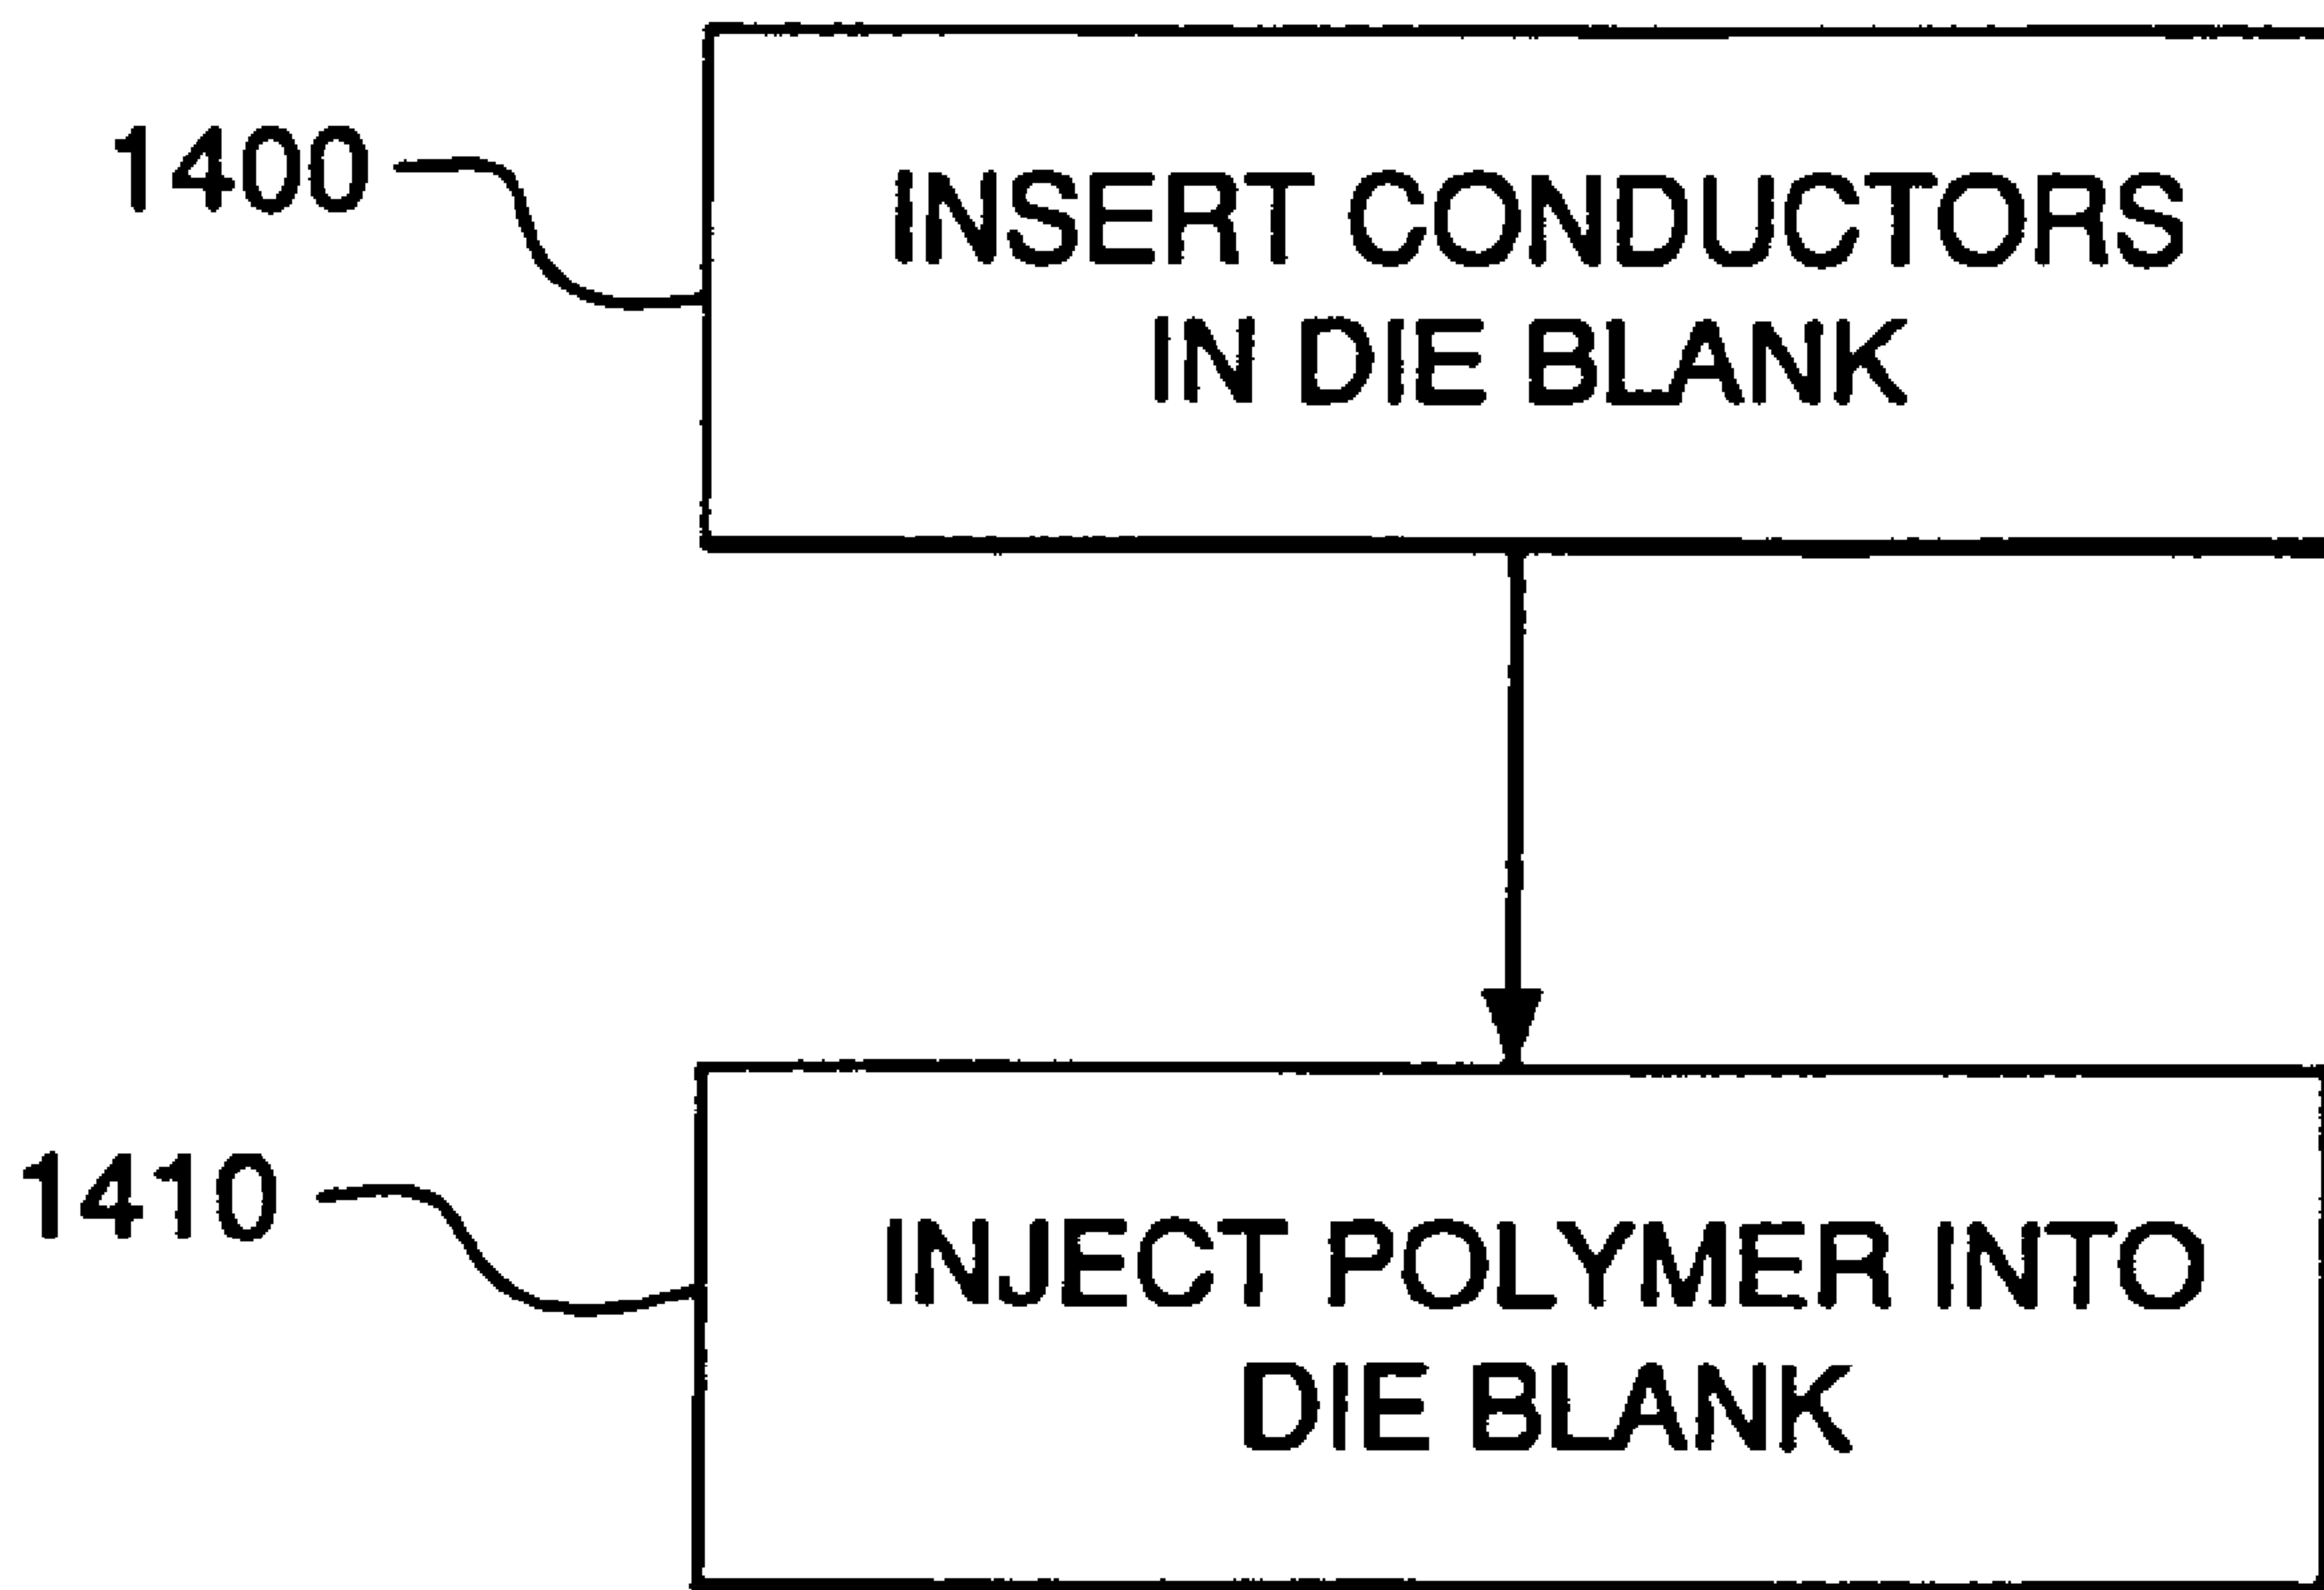 1400
INSERT CONDUCTORS
IN DIE BLANK
1410
INJECT POLYMER INTO
DIE BLANK